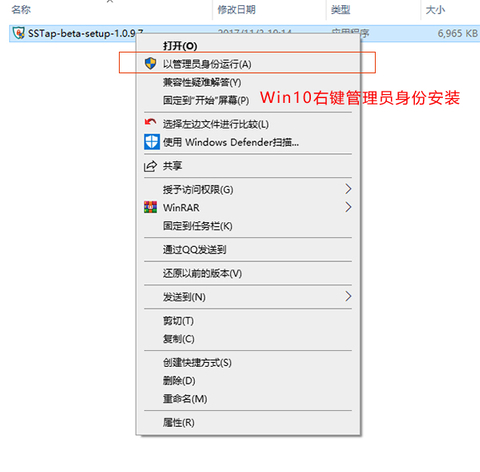 名称 修改日期 类型 大小
SSTap-beta-setup-1.0.9.7 2017/11/2 19:14 应用程序 6,965 KB
打开(O)
以管理员身份运行(A)
兼容性疑难解答(Y)
固定到"开始"屏幕(P)
Win10右键管理员身份安装
选择左边文件进行比较(L)
使用 Windows Defender扫描...
共享
授予访问权限(G)
WinRAR
固定到任务栏(K)
通过QQ发送到
还原以前的版本(V)
发送到(N)
剪切(T)
复制(C)
创建快捷方式(S)
删除(D)
重命名(M)
属性(R)